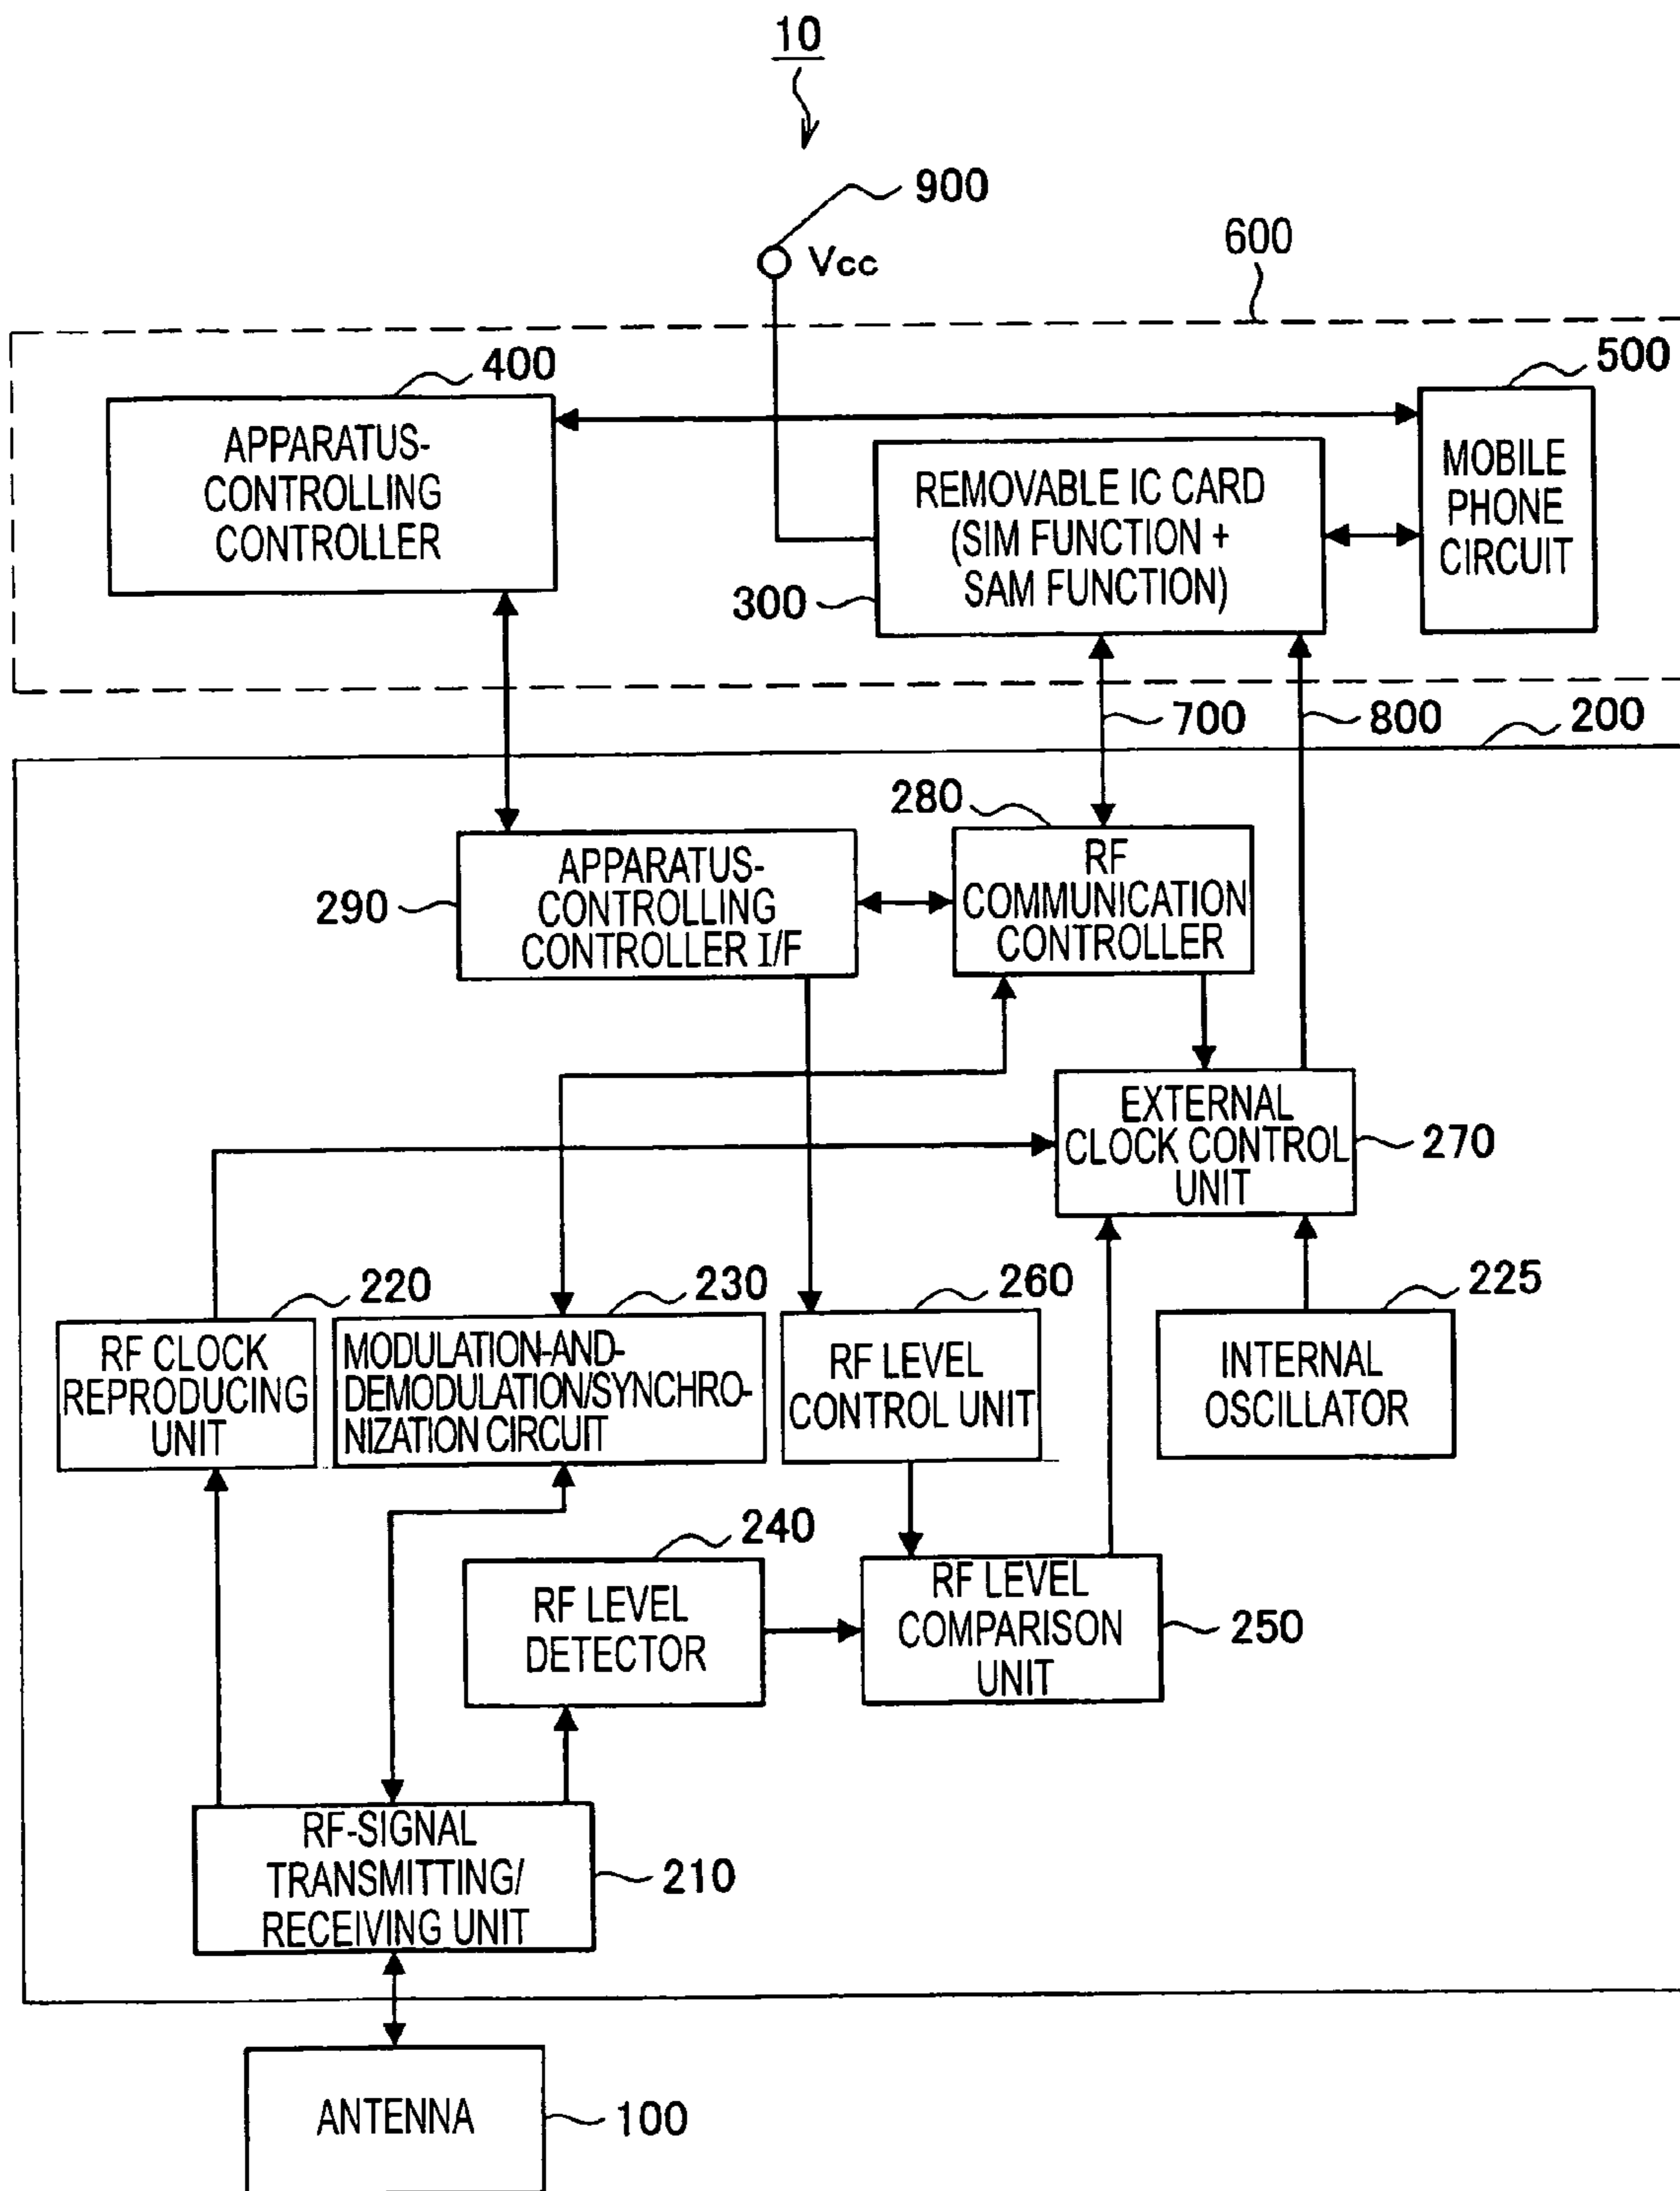 10
900
Vcc
600
400
500
APPARATUS-
CONTROLLING
CONTROLLER
REMOVABLE IC CARD
(SIM FUNCTION +
SAM FUNCTION)
300
MOBILE
PHONE
CIRCUIT
700
800
200
280
290
APPARATUS-
CONTROLLING
CONTROLLER I/F
RF
COMMUNICATION
CONTROLLER
EXTERNAL
CLOCK CONTROL
UNIT
270
220
230
260
225
RF CLOCK
REPRODUCING
UNIT
MODULATION-AND-
DEMODULATION/SYNCHRO-
NIZATION CIRCUIT
RF LEVEL
CONTROL UNIT
INTERNAL
OSCILLATOR
240
RF LEVEL
DETECTOR
RF LEVEL
COMPARISON
UNIT
250
RF-SIGNAL
TRANSMITTING/
RECEIVING UNIT
210
ANTENNA
100